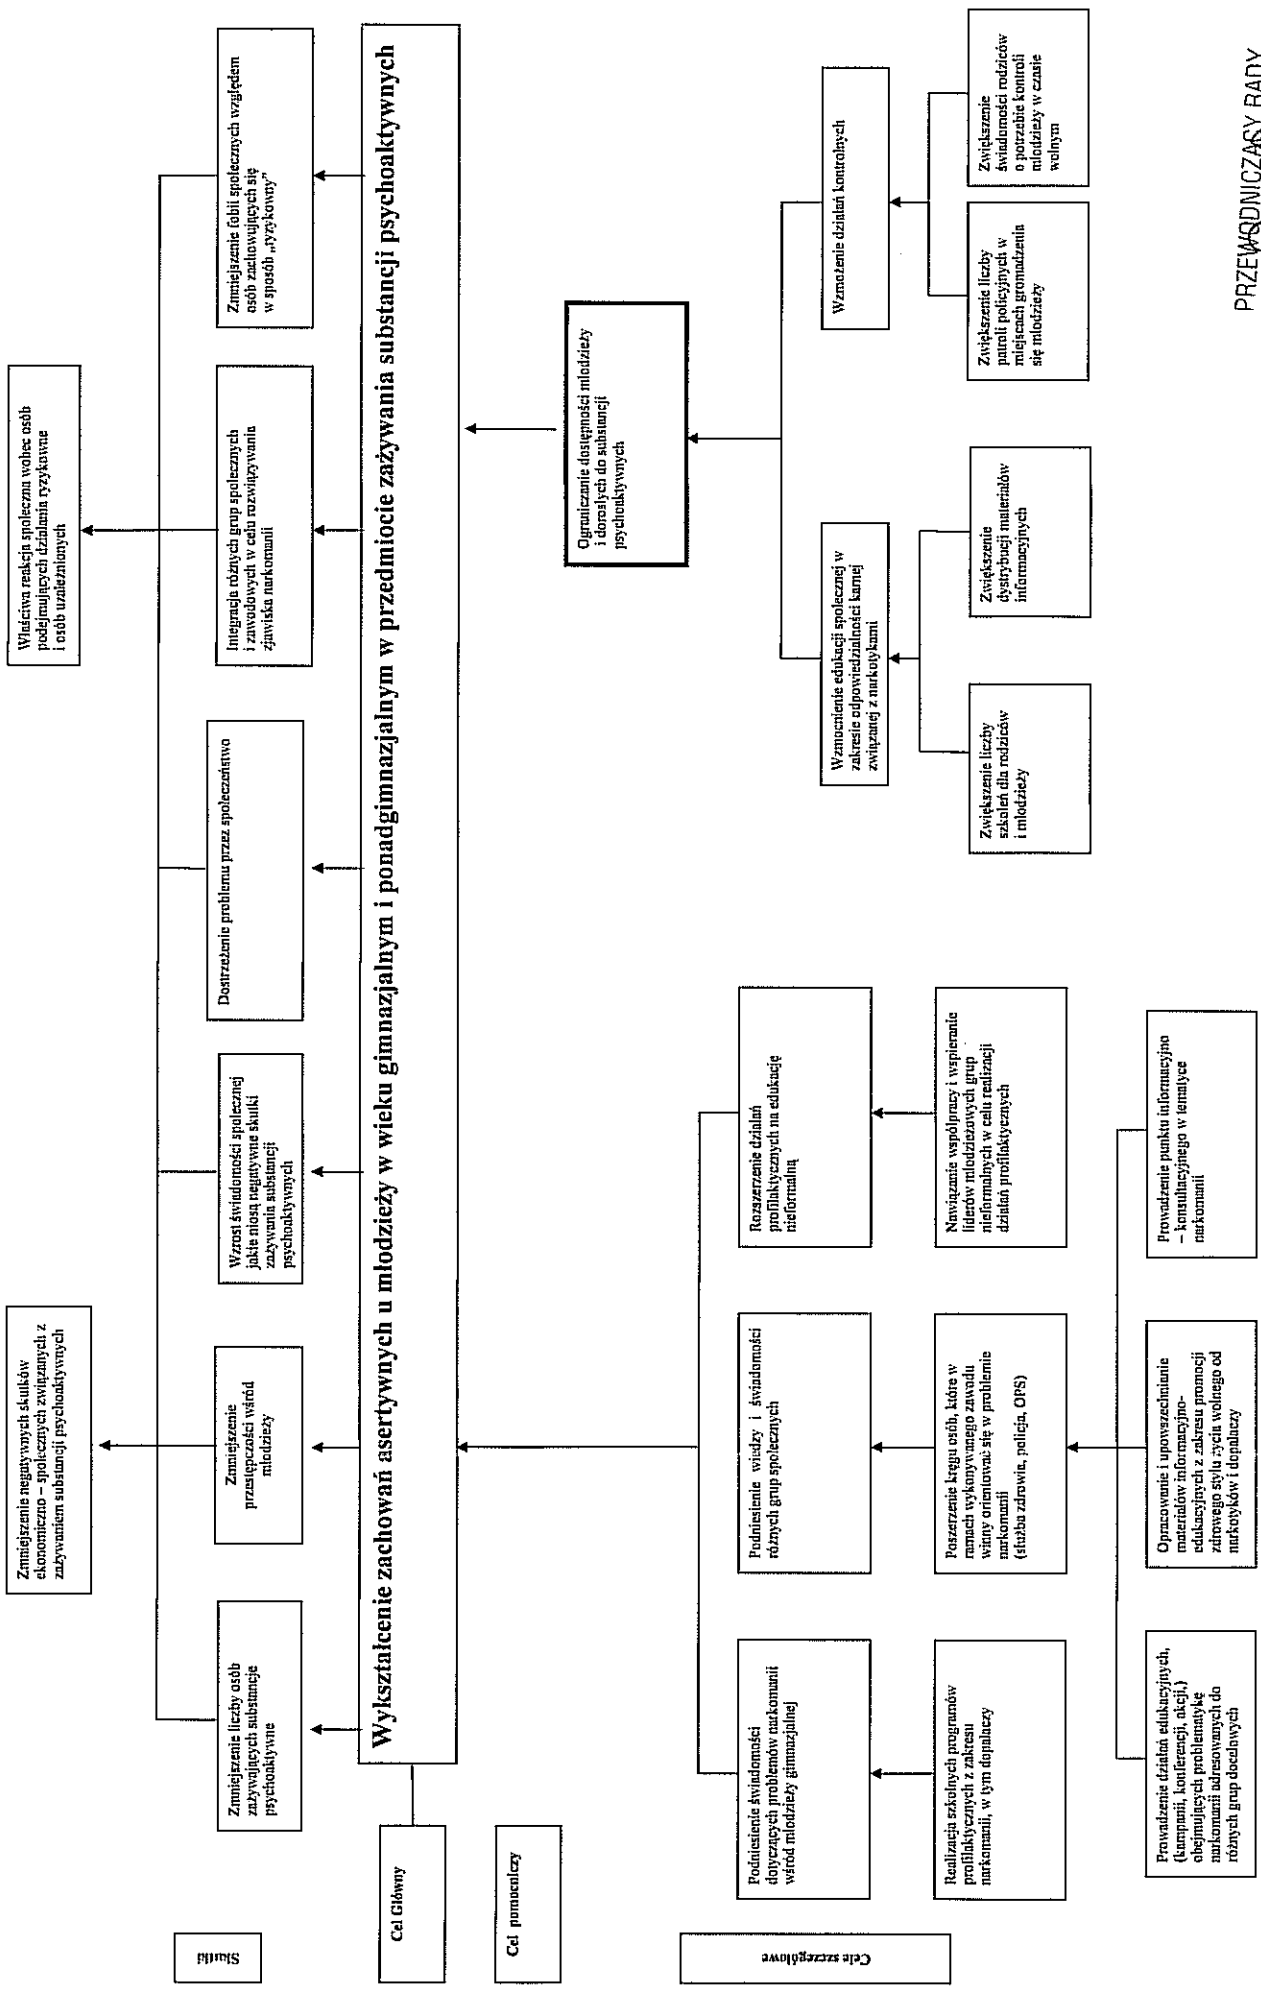 Skutki
Zmniejszenie negatywnych skutków
ekonomiczno – społecznych związanych z
zażywaniem substancji psychoaktywnych
Właściwa reakcja społeczna wobec osób
podejmujących działania ryzykowne
i osób uzależnionych
Zmniejszenie liczby osób
zażywających substancje
psychoaktywne
Zmniejszenie
przestępczości wśród
młodzieży
Wzrost świadomości społecznej
jakie niosą negatywne skutki
zażywania substancji
psychoaktywnych
Dostrzeżenie problemu przez społeczeństwo
Integracja różnych grup społecznych
i zawodowych w celu rozwiązywania
zjawiska narkomanii
Zmniejszenie fobii społecznych względem
osób zachowujących się
w sposób „ryzykowny”
Cel Główny
Wykształcenie zachowań asertywnych u młodzieży w wieku gimnazjalnym i ponadgimnazjalnym w przedmiocie zażywania substancji psychoaktywnych
Cel pomocniczy
Ograniczanie dostępności młodzieży
i dorosłych do substancji
psychoaktywnych
Cele szczegółowe
Podniesienie świadomości
dotyczących problemów narkomanii
wśród młodzieży gimnazjalnej
Podniesienie wiedzy i świadomości
różnych grup społecznych
Rozszerzenie działań
profilaktycznych na edukację
nieformalną
Wzmocnienie edukacji społecznej w
zakresie odpowiedzialności karnej
związanej z narkotykami
Wzmożenie działań kontrolnych
Realizacja szkolnych programów
profilaktycznych z zakresu
narkomanii, w tym dopalaczy
Poszerzenie kręgu osób, które w
ramach wykonywanego zawodu
winny orientować się w problemie
narkomanii
(służba zdrowia, policja, OPS)
Nawiązanie współpracy i wspieranie
liderów młodzieżowych grup
nieformalnych w celu realizacji
działań profilaktycznych
Zwiększenie liczby
szkoleń dla rodziców
i młodzieży
Zwiększenie
dystrybucji materiałów
informacyjnych
Zwiększenie liczby
patroli policyjnych w
miejscach gromadzenia
się młodzieży
Zwiększenie
świadomości rodziców
o potrzebie kontroli
młodzieży w czasie
wolnym
Prowadzenie działań edukacyjnych,
(kampanii, konferencji, akcji,)
obejmujących problematykę
narkomanii adresowanych do
różnych grup docelowych
Opracowanie i upowszechnianie
materiałów informacyjno-
edukacyjnych z zakresu promocji
zdrowego stylu życia wolnego od
narkotyków i dopalaczy
Prowadzenie punktu informacyjno
– konsultacyjnego w tematyce
narkomanii
PRZEWODNICZĄCY RADY